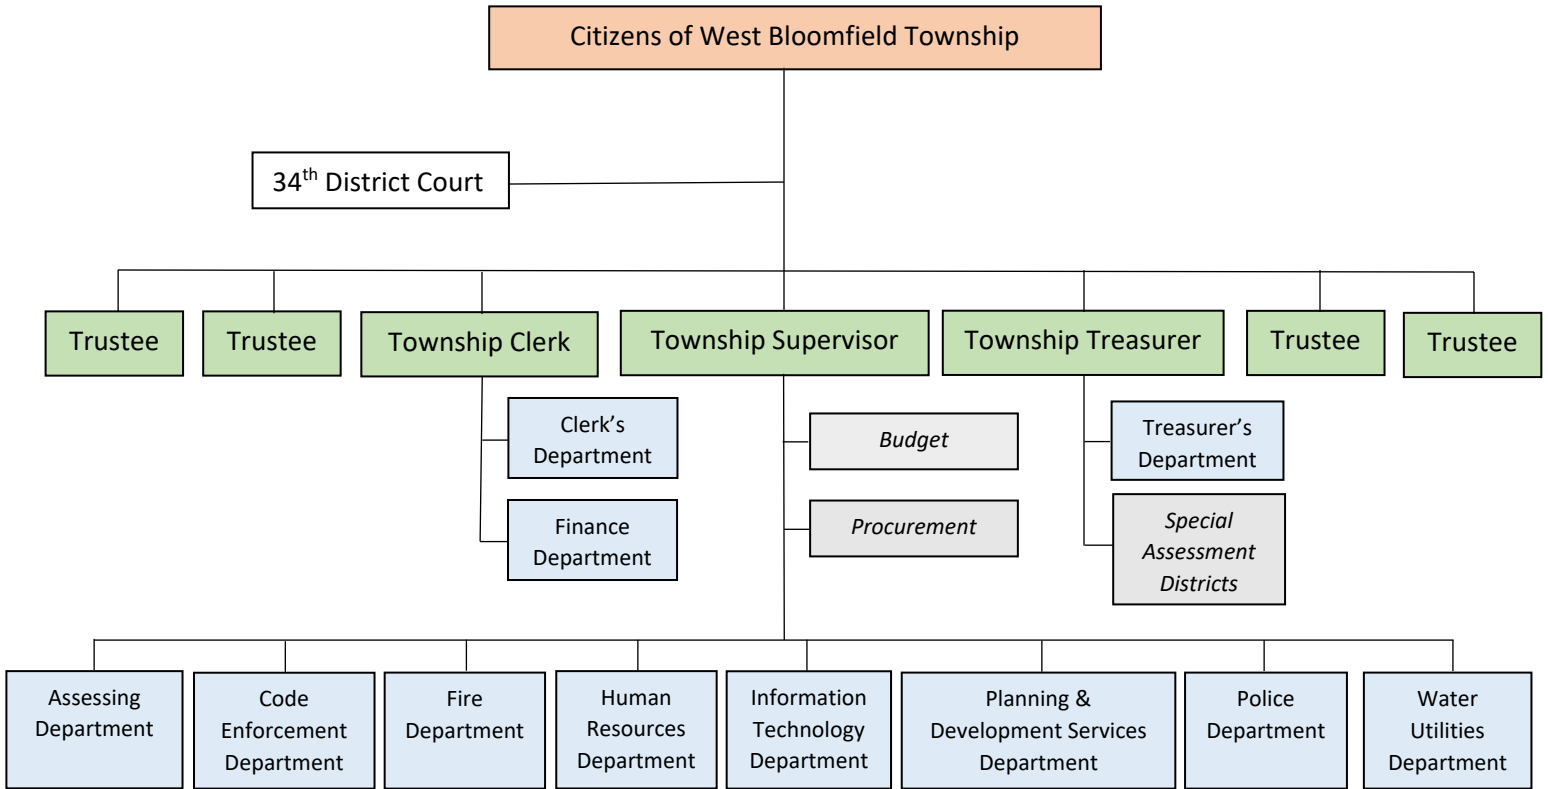 Citizens of West Bloomfield Township
34th District Court
Trustee
Trustee
Township Clerk
Township Supervisor
Township Treasurer
Trustee
Trustee
Clerk’s
Department
Finance
Department
Budget
Procurement
Treasurer’s
Department
Special
Assessment
Districts
Assessing
Department
Code
Enforcement
Department
Fire
Department
Human
Resources
Department
Information
Technology
Department
Planning &
Development Services
Department
Police
Department
Water
Utilities
Department